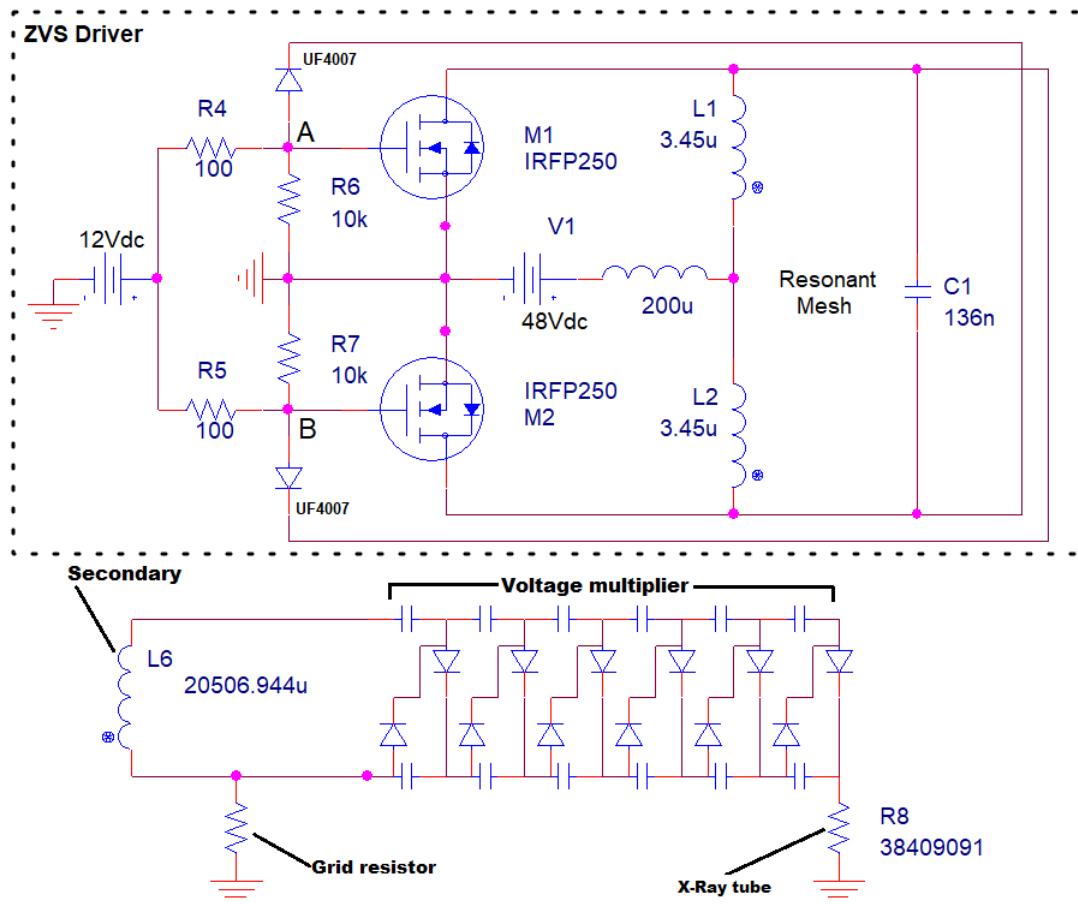 ZVS Driver
UF4007
R4
100
A
R6
10k
M1
IRFP250
L1
3.45u
12Vdc
V1
48Vdc
200u
Resonant
Mesh
C1
136n
R7
10k
R5
100
B
IRFP250
M2
L2
3.45u
UF4007
Secondary
Voltage multiplier
L6
20506.944u
Grid resistor
R8
38409091
X-Ray tube